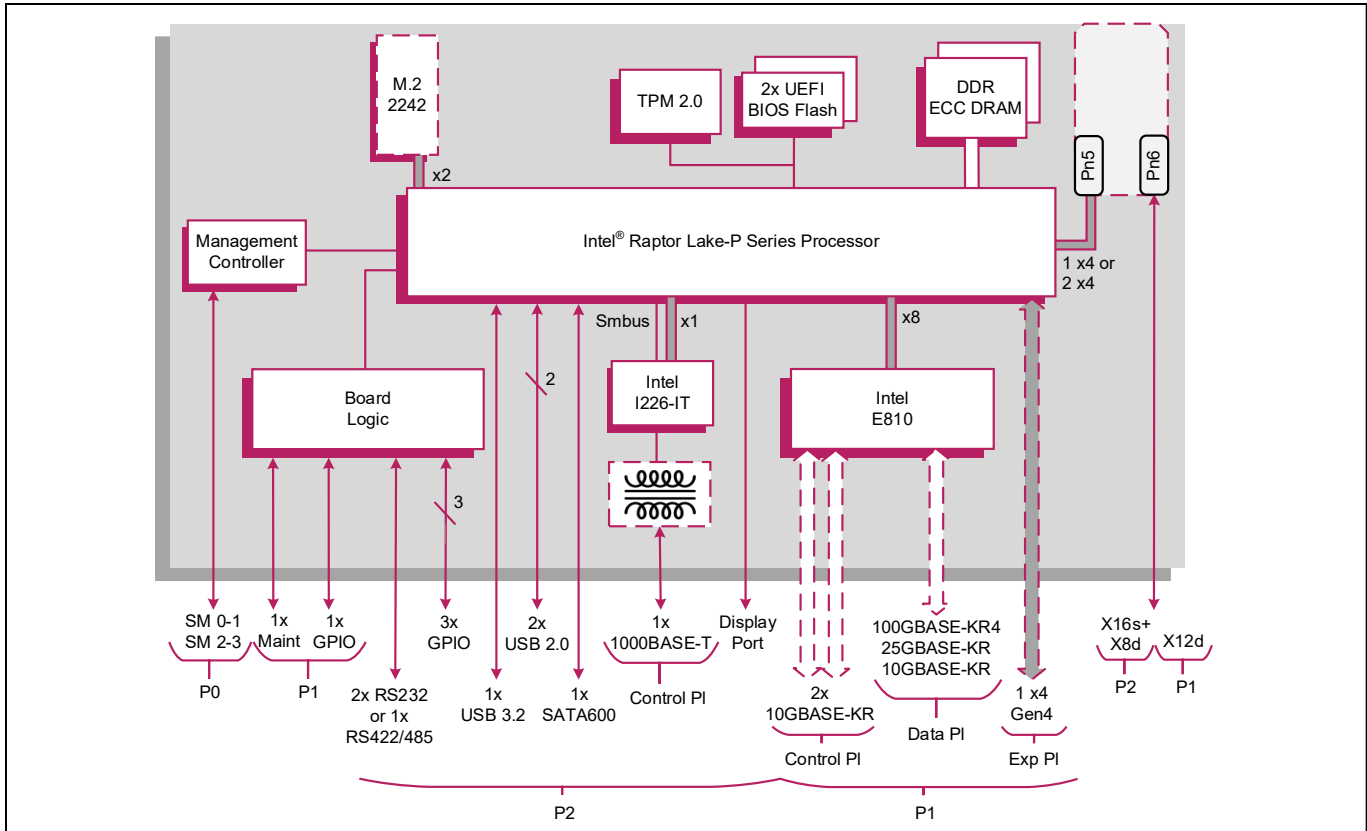 M.2
2242
TPM 2.0
2x UEFI
BIOS Flash
DDR
ECC DRAM
Pn5
Pn6
x2
Management
Controller
Intel® Raptor Lake-P Series Processor
1 x4 or
2 x4
Smbus
x1
x8
Board
Logic
2
Intel
I226-IT
Intel
E810
3
SM 0-1
SM 2-3
P0
1x
Maint
1x
GPIO
P1
2x RS232
or 1x
RS422/485
3x
GPIO
1x
USB 3.2
2x
USB 2.0
1x
SATA600
1x
1000BASE-T
Control Pl
Display
Port
2x
10GBASE-KR
Control Pl
100GBASE-KR4
25GBASE-KR
10GBASE-KR
Data Pl
1 x4
Gen4
Exp Pl
X16s+
X8d
P2
X12d
P1
P2
P1